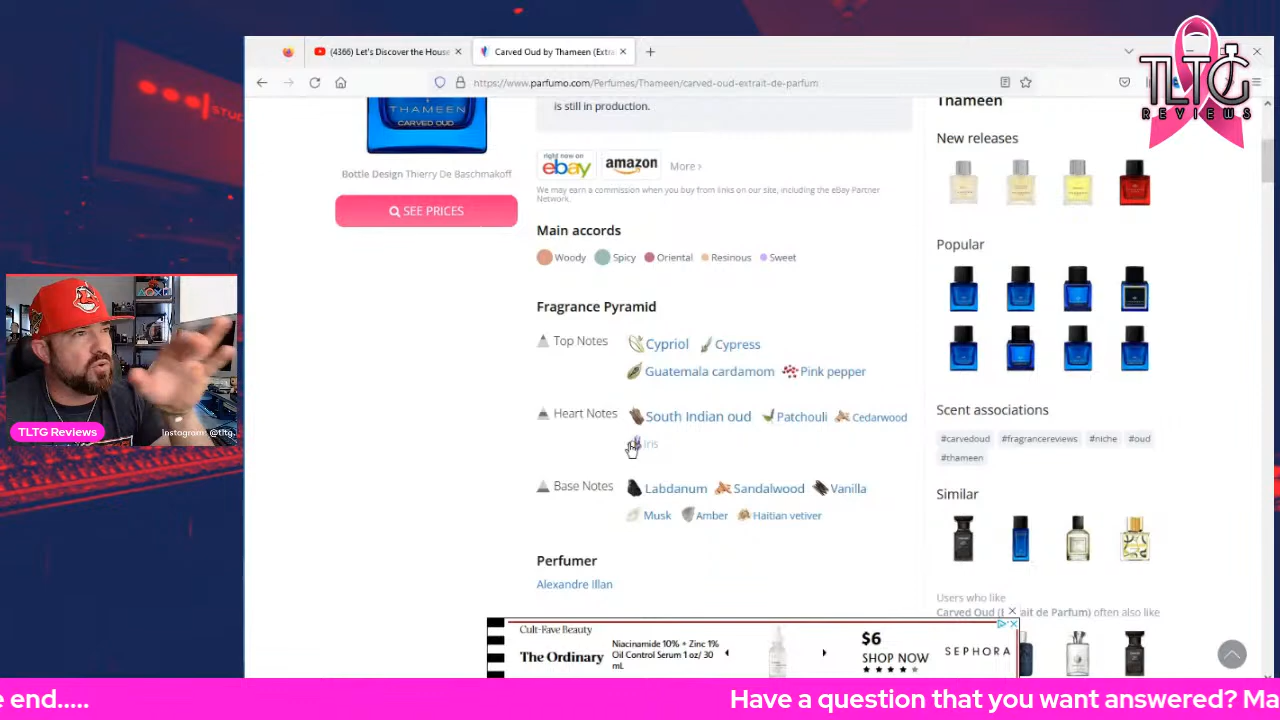 (4366) Let's Discover the House
Carved Oud by Thameen (Extr
https://www.parfumo.com/Perfumes/Thameen/carved-oud-extrait-de-parfum
TLTG
REVIEWS
THAMEEN
CARVED OUD
is still in production.
Bottle Design Thierry De Baschmakoff
SEE PRICES
right now on
ebay
amazon
More ›
We may earn a commission when you buy from links on our site, including the eBay Partner
Network.
Main accords
Woody Spicy Oriental Resinous Sweet
Fragrance Pyramid
Top Notes
Cypriol Cypress
Guatemala cardamom Pink pepper
Heart Notes
South Indian oud Patchouli Cedarwood
Iris
Base Notes
Labdanum Sandalwood Vanilla
Musk Amber Haitian vetiver
Perfumer
Alexandre Illan
Thameen
New releases
Popular
Scent associations
#carvedoud #fragrancereviews #niche #oud
#thameen
Similar
Users who like
Carved Oud (E rait de Parfum) often also like
Cult-Fave Beauty
The Ordinary
Niacinamide 10% + Zinc 1%
Oil Control Serum 1 oz/ 30
mL
$6
SHOP NOW
SEPHORA
TLTG Reviews
Instagram: @tltg.
e end.....
Have a question that you want answered? Ma